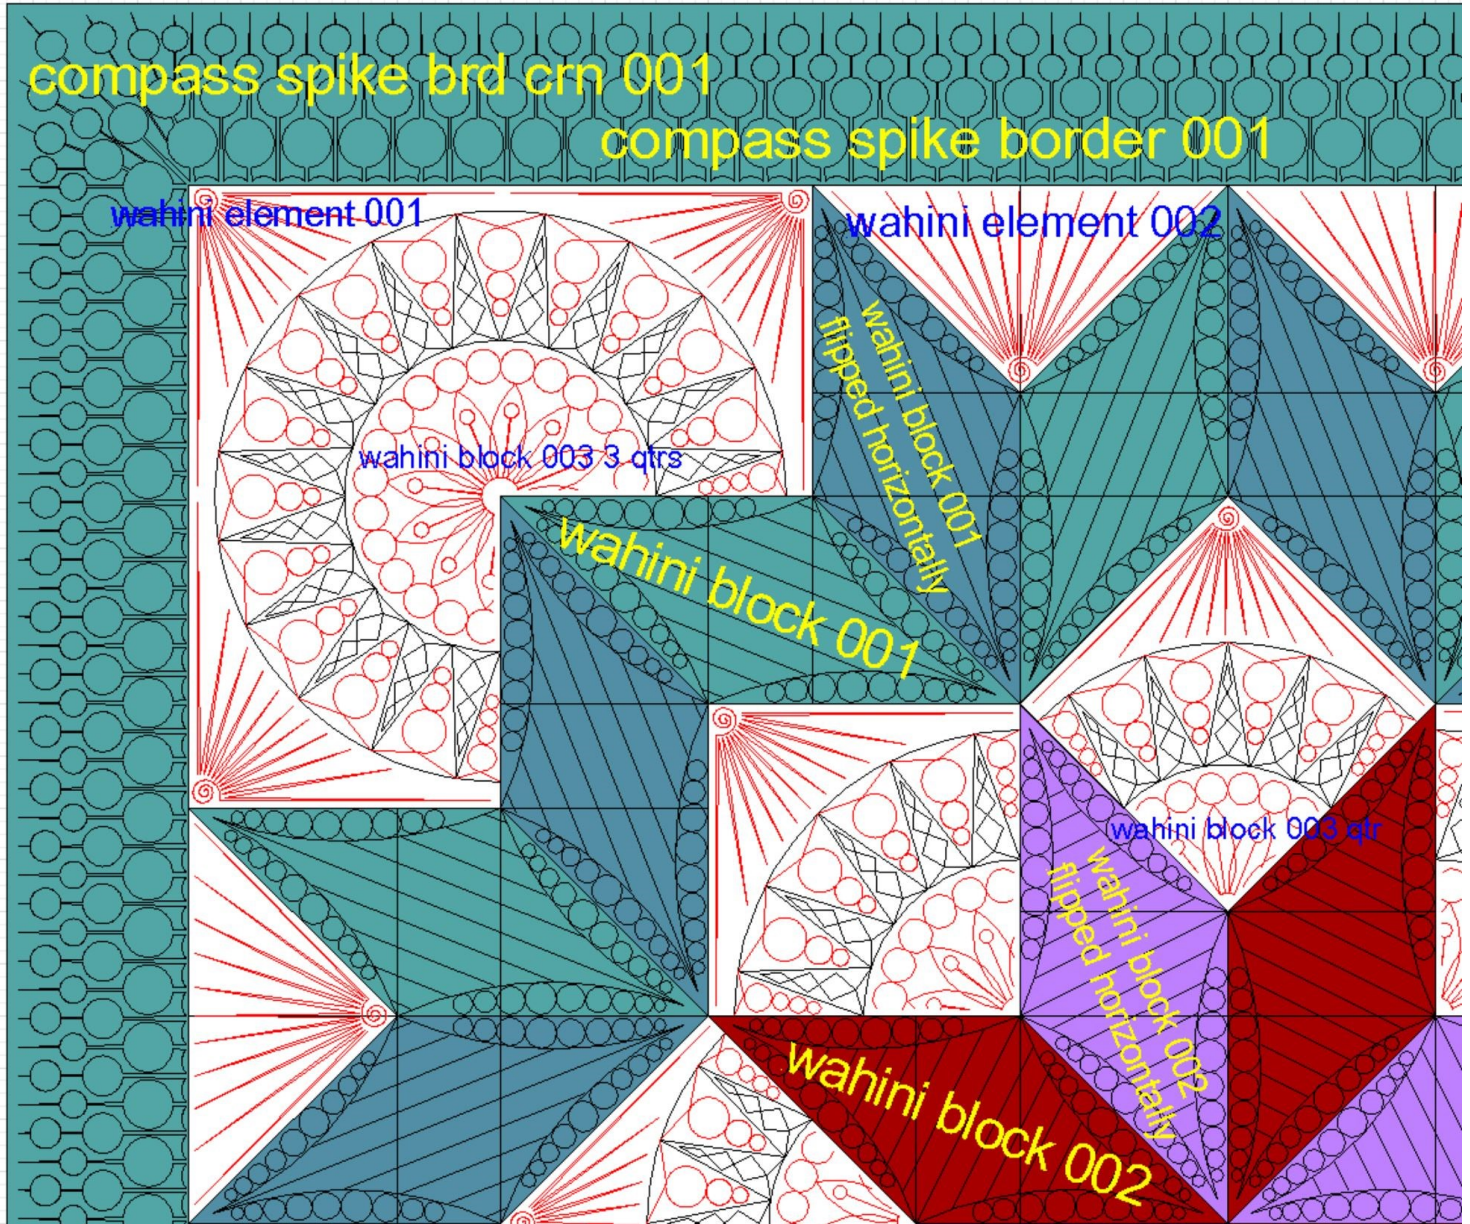 compass spike brd crn 001
compass spike border 001
wahini element 001
wahini element 002
wahini block 001
flipped horizontally
wahini block 003 3 qtrs
wahini block 001
wahini block 003 qtr
wahini block 002
flipped horizontally
wahini block 002